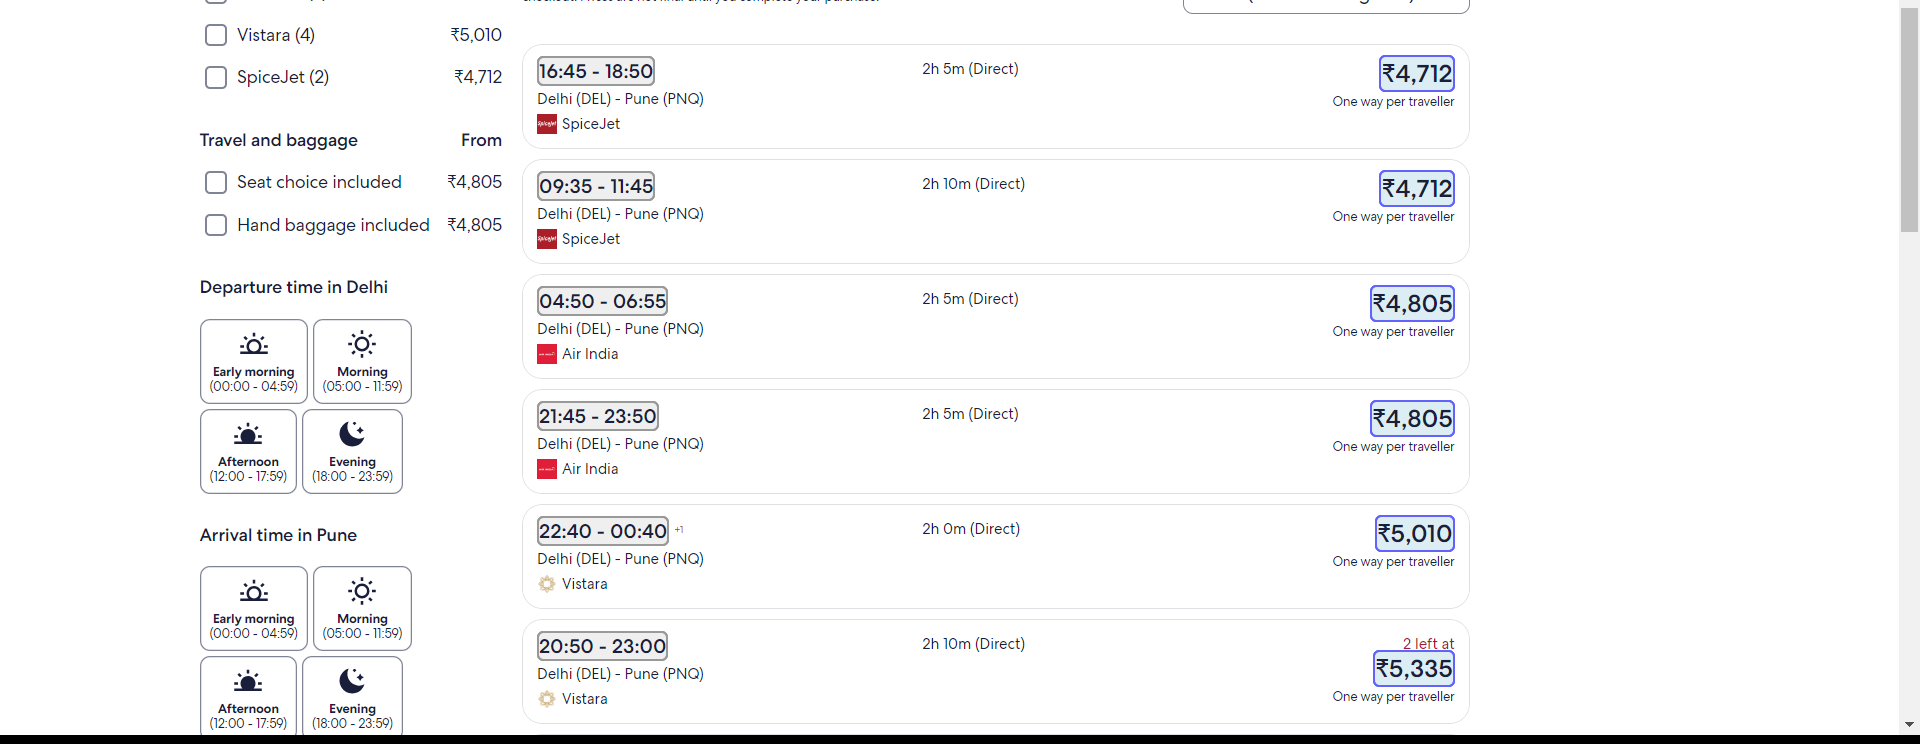 Vistara (4) ₹5,010
SpiceJet (2) ₹4,712
Travel and baggage From
Seat choice included ₹4,805
Hand baggage included ₹4,805
Departure time in Delhi
Early morning
(00:00 - 04:59)
Morning
(05:00 - 11:59)
Afternoon
(12:00 - 17:59)
Evening
(18:00 - 23:59)
Arrival time in Pune
Early morning
(00:00 - 04:59)
Morning
(05:00 - 11:59)
Afternoon
(12:00 - 17:59)
Evening
(18:00 - 23:59)
16:45 - 18:50 2h 5m (Direct) ₹4,712
Delhi (DEL) - Pune (PNQ) One way per traveller
SpiceJet
09:35 - 11:45 2h 10m (Direct) ₹4,712
Delhi (DEL) - Pune (PNQ) One way per traveller
SpiceJet
04:50 - 06:55 2h 5m (Direct) ₹4,805
Delhi (DEL) - Pune (PNQ) One way per traveller
Air India
21:45 - 23:50 2h 5m (Direct) ₹4,805
Delhi (DEL) - Pune (PNQ) One way per traveller
Air India
22:40 - 00:40 +1 2h 0m (Direct) ₹5,010
Delhi (DEL) - Pune (PNQ) One way per traveller
Vistara
20:50 - 23:00 2h 10m (Direct) 2 left at
₹5,335
Delhi (DEL) - Pune (PNQ) One way per traveller
Vistara